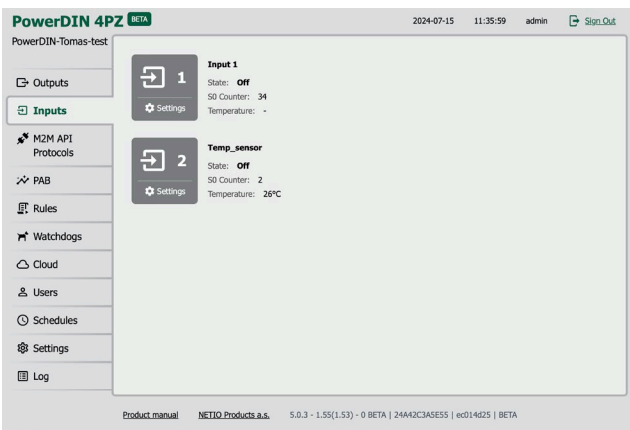 PowerDIN 4PZ BETA 2024-07-15 11:35:59 admin Sign Out
PowerDIN-Tomas-test
Outputs
Inputs
M2M API
Protocols
PAB
Rules
Watchdogs
Cloud
Users
Schedules
Settings
Log
1
Settings
Input 1
State: Off
S0 Counter: 34
Temperature: -
2
Settings
Temp_sensor
State: Off
S0 Counter: 2
Temperature: 26°C
Product manual NETIO Products a.s. 5.0.3 - 1.55(1.53) - 0 BETA | 24A42C3A5E55 | ec014d25 | BETA